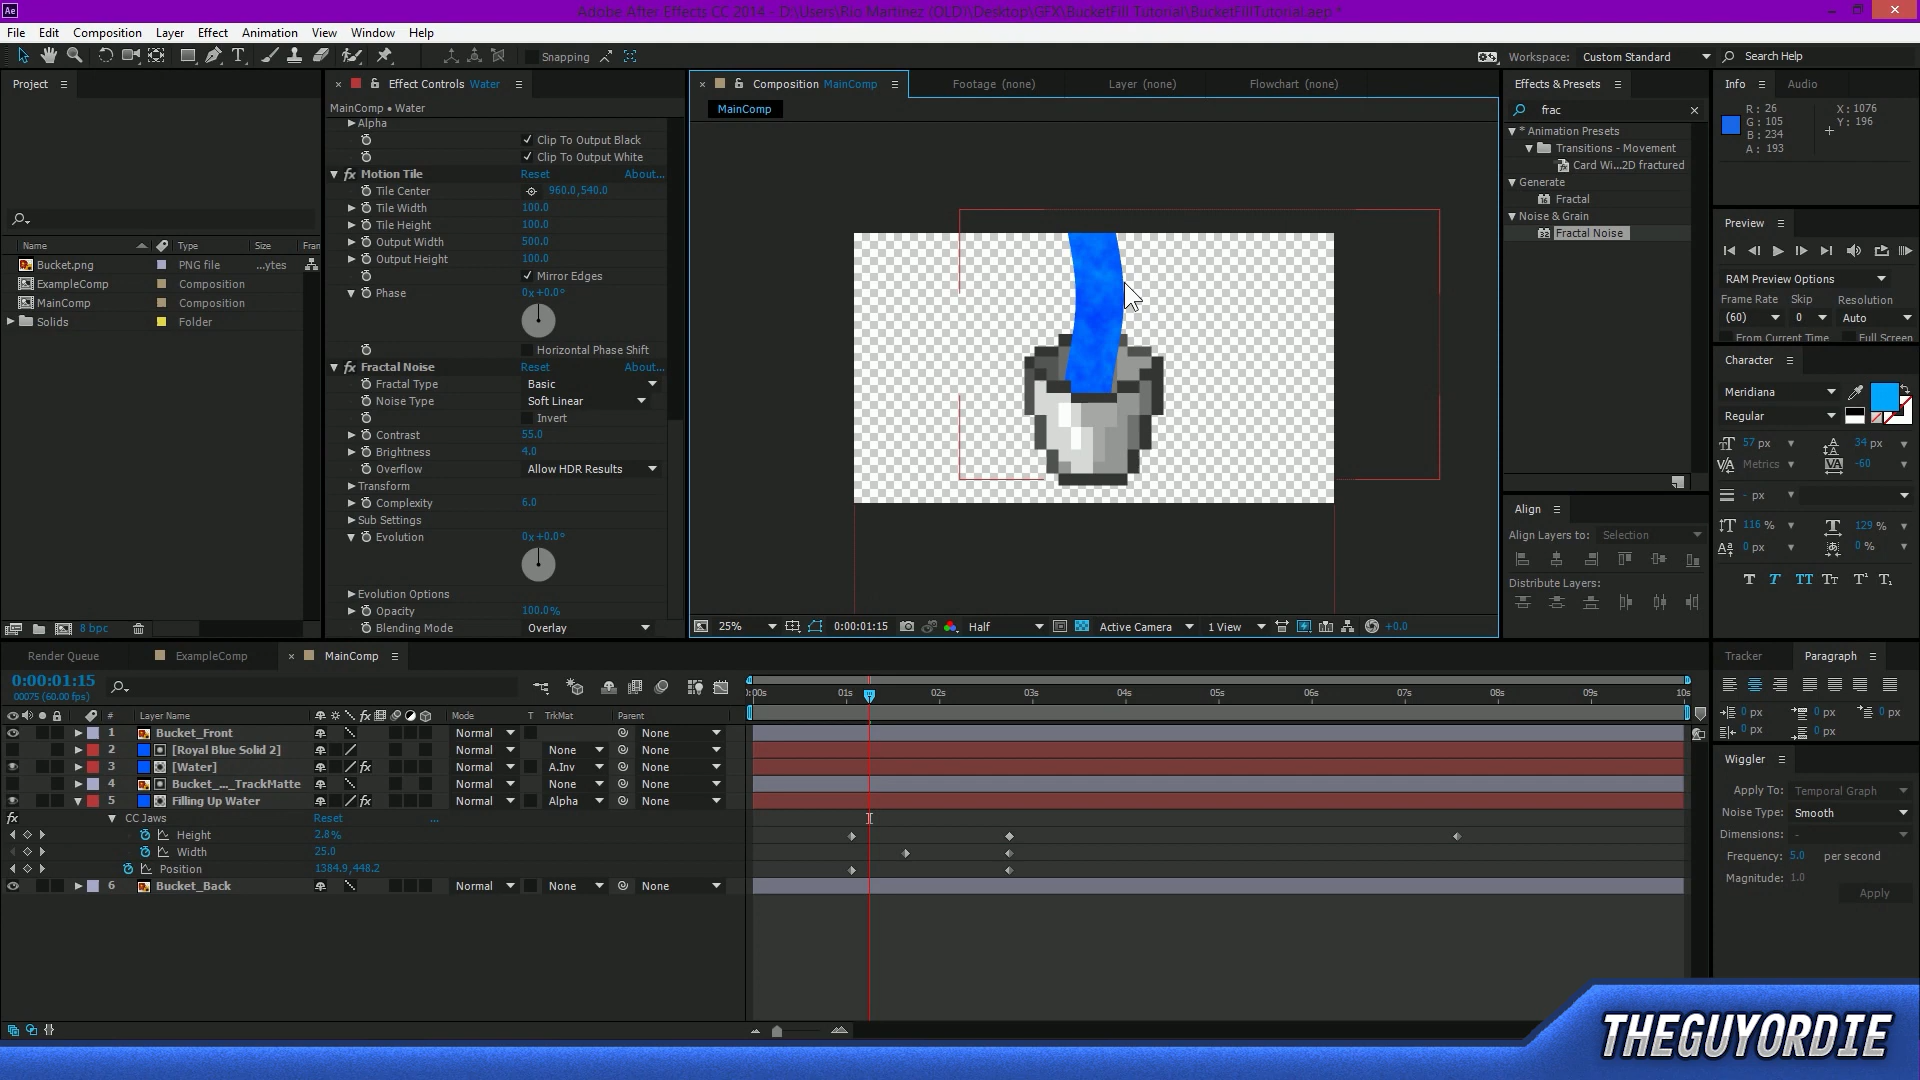 Ae
Adobe After Effects CC 2014 - D:\Users\Rio Martinez (OLD)\Desktop\GFX\BucketFill Tutorial\BucketFillTutorial.aep *
File Edit Composition Layer Effect Animation View Window Help
Snapping
Workspace: Custom Standard
Search Help
Project
Name Type Size Fran
Bucket.png PNG file ...ytes
ExampleComp Composition
MainComp Composition
Solids Folder
8 bpc
Effect Controls Water
MainComp • Water
Alpha
Clip To Output Black
Clip To Output White
fx Motion Tile Reset About...
Tile Center 960.0,540.0
Tile Width 100.0
Tile Height 100.0
Output Width 500.0
Output Height 100.0
Mirror Edges
Phase 0x+0.0°
Horizontal Phase Shift
fx Fractal Noise Reset About...
Fractal Type Basic
Noise Type Soft Linear
Invert
Contrast 55.0
Brightness 4.0
Overflow Allow HDR Results
Transform
Complexity 6.0
Sub Settings
Evolution 0x+0.0°
Evolution Options
Opacity 100.0%
Blending Mode Overlay
Composition MainComp
Footage (none)
Layer (none)
Flowchart (none)
MainComp
25% 0:00:01:15 Half Active Camera 1 View +0.0
Effects & Presets
frac
* Animation Presets
Transitions - Movement
Card Wi...2D fractured
Generate
Fractal
Noise & Grain
Fractal Noise
Align
Align Layers to: Selection
Distribute Layers:
Info Audio
R: 26
G: 105
B: 234
A: 193
X: 1076
Y: 196
Preview
RAM Preview Options
Frame Rate Skip Resolution
(60) 0 Auto
From Current Time Full Screen
Character
Meridiana
Regular
57 px 34 px
Metrics -60
- px
116 % 129 %
0 px 0 %
T T TT Tt T¹ T₁
Tracker Paragraph
0 px 0 px 0 px
0 px 0 px
Wiggler
Apply To: Temporal Graph
Noise Type: Smooth
Dimensions: -
Frequency: 5.0 per second
Magnitude: 1.0
Apply
Render Queue ExampleComp MainComp
0:00:01:15
00075 (60.00 fps)
:00s 01s 02s 03s 04s 05s 06s 07s 08s 09s 10s
# Layer Name Mode T TrkMat Parent
1 Bucket_Front Normal None
2 [Royal Blue Solid 2] Normal None None
3 [Water] Normal A.Inv None
4 Bucket_..._TrackMatte Normal None None
5 Filling Up Water Normal Alpha None
fx CC Jaws Reset ...
Height 2.8%
Width 25.0
Position 1384.9,448.2
6 Bucket_Back Normal None None
THEGUYORDIE